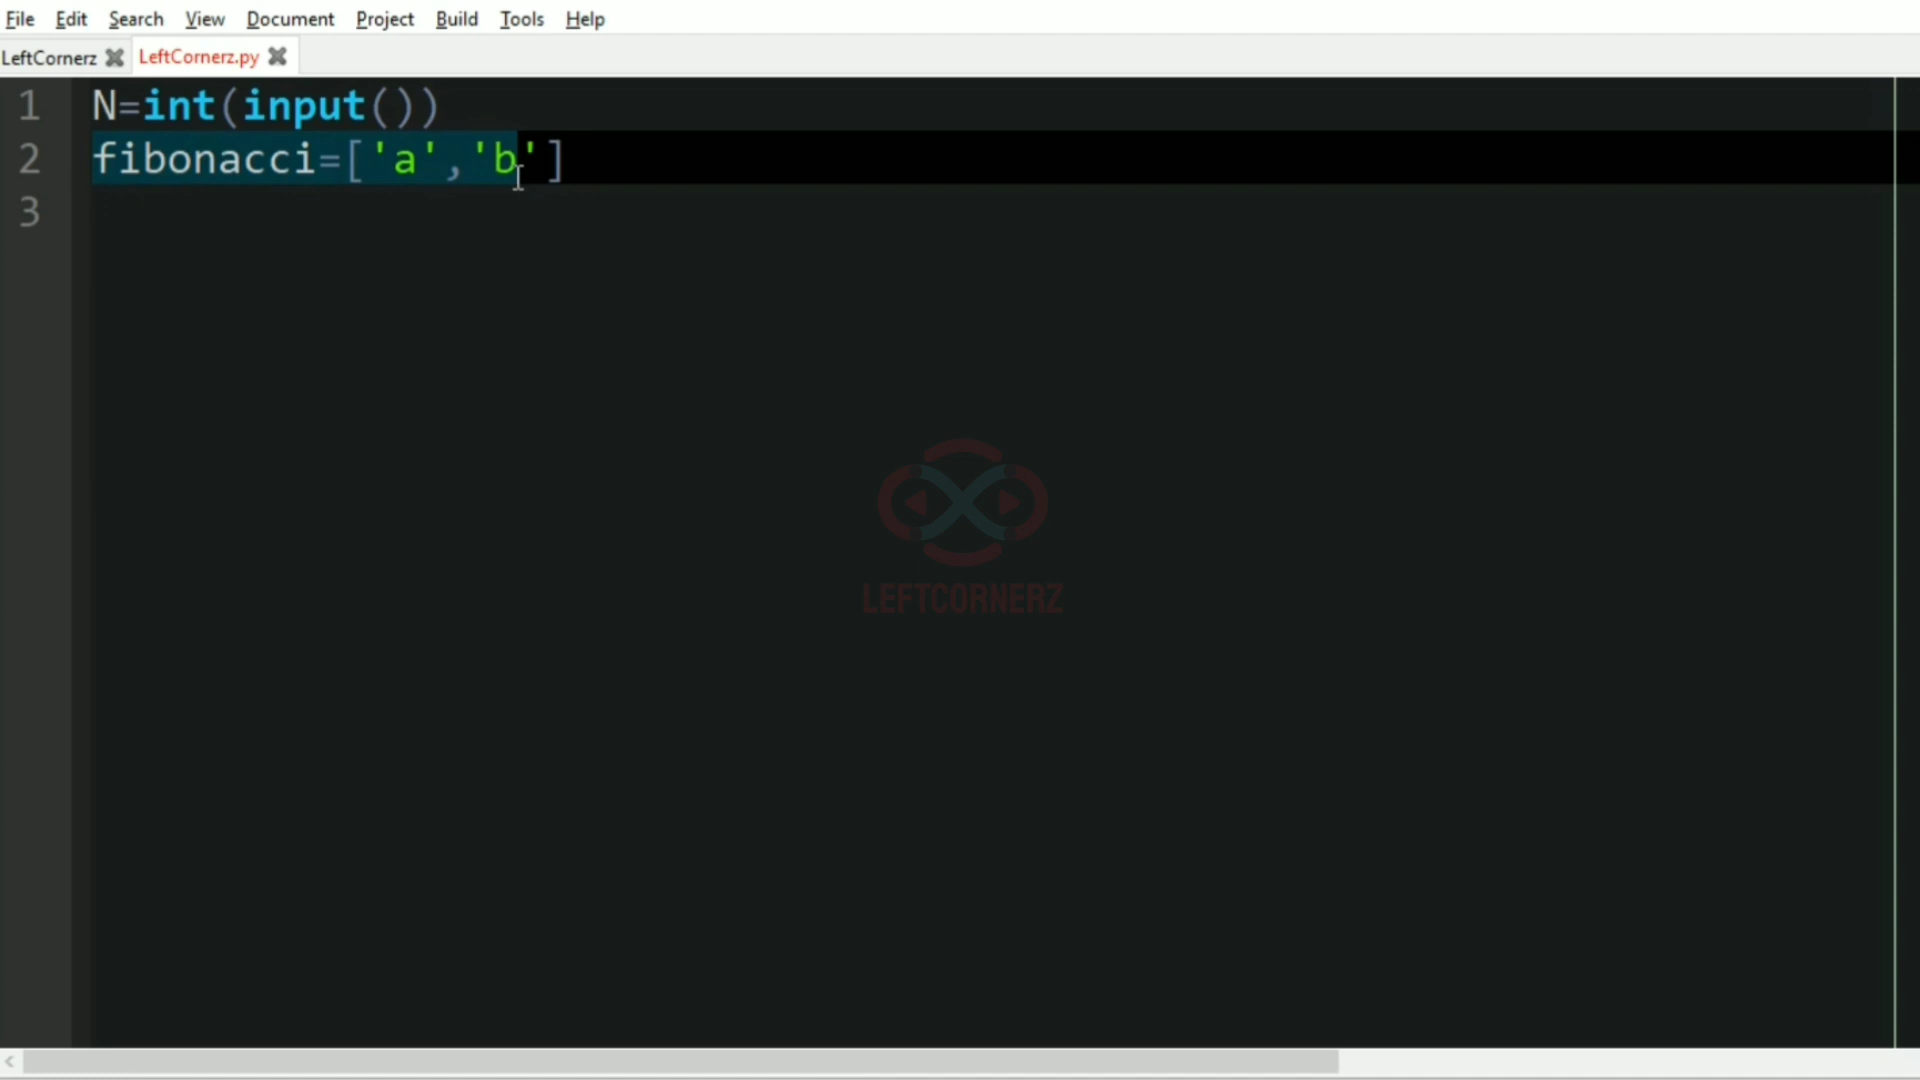 File Edit Search View Document Project Build Tools Help
LeftCornerz LeftCornerz.py
1 N=int(input())
2 fibonacci=['a','b']
3
LEFTCORNERZ